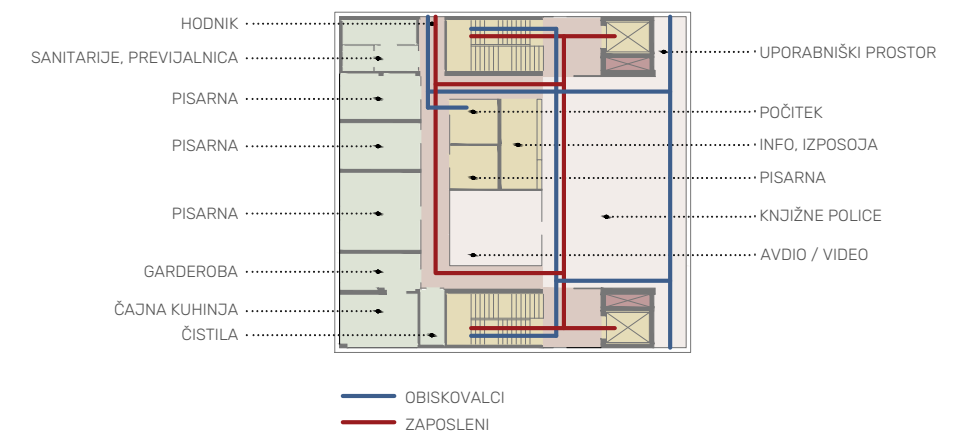 HODNIK
SANITARIJE, PREVIJALNICA
PISARNA
PISARNA
PISARNA
GARDEROBA
ČAJNA KUHINJA
ČISTILA
UPORABNIŠKI PROSTOR
POČITEK
INFO, IZPOSOJA
PISARNA
KNJIŽNE POLICE
AVDIO / VIDEO
OBISKOVALCI
ZAPOSLENI